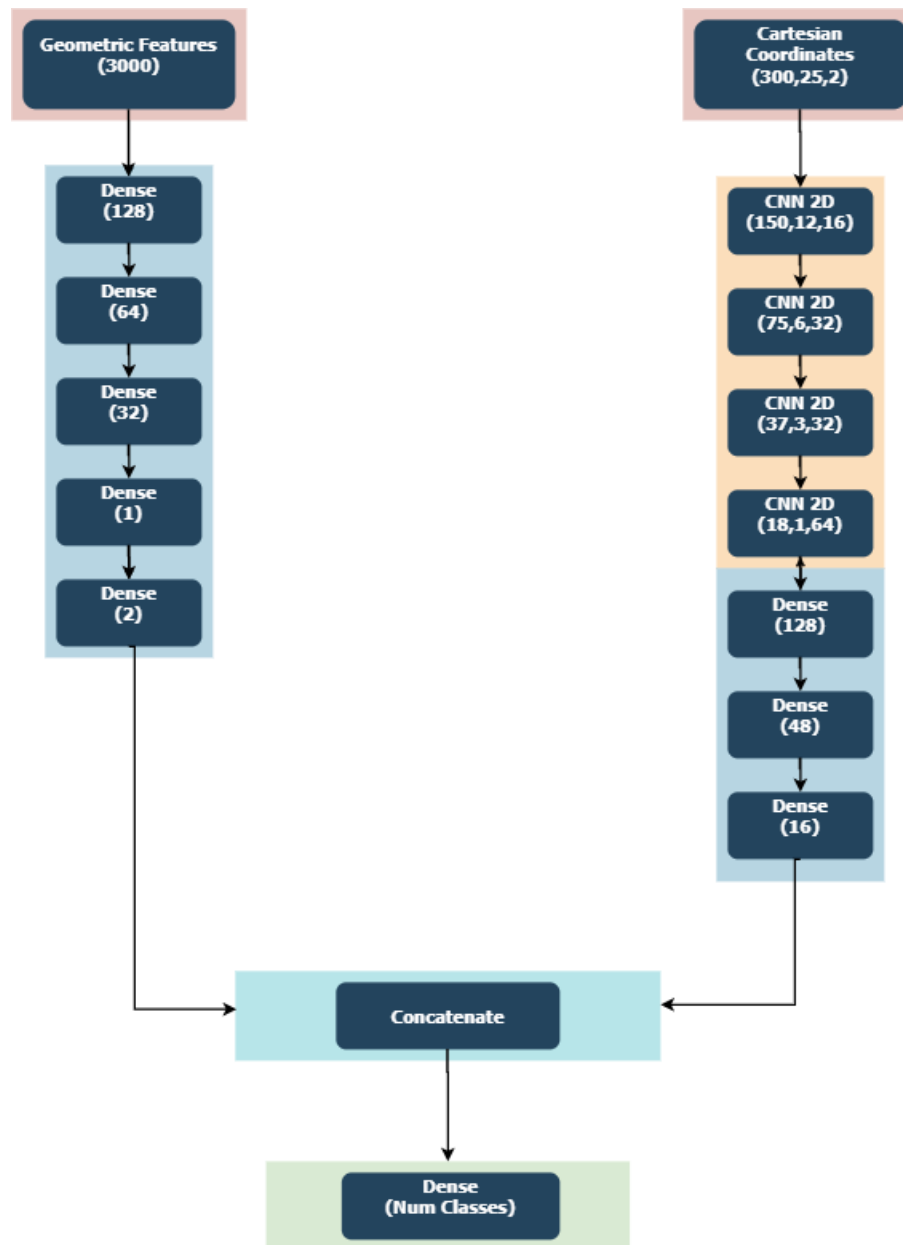 Geometric Features
(3000)
Dense
(128)
Dense
(64)
Dense
(32)
Dense
(1)
Dense
(2)
Cartesian
Coordinates
(300,25,2)
CNN 2D
(150,12,16)
CNN 2D
(75,6,32)
CNN 2D
(37,3,32)
CNN 2D
(18,1,64)
Dense
(128)
Dense
(48)
Dense
(16)
Concatenate
Dense
(Num Classes)